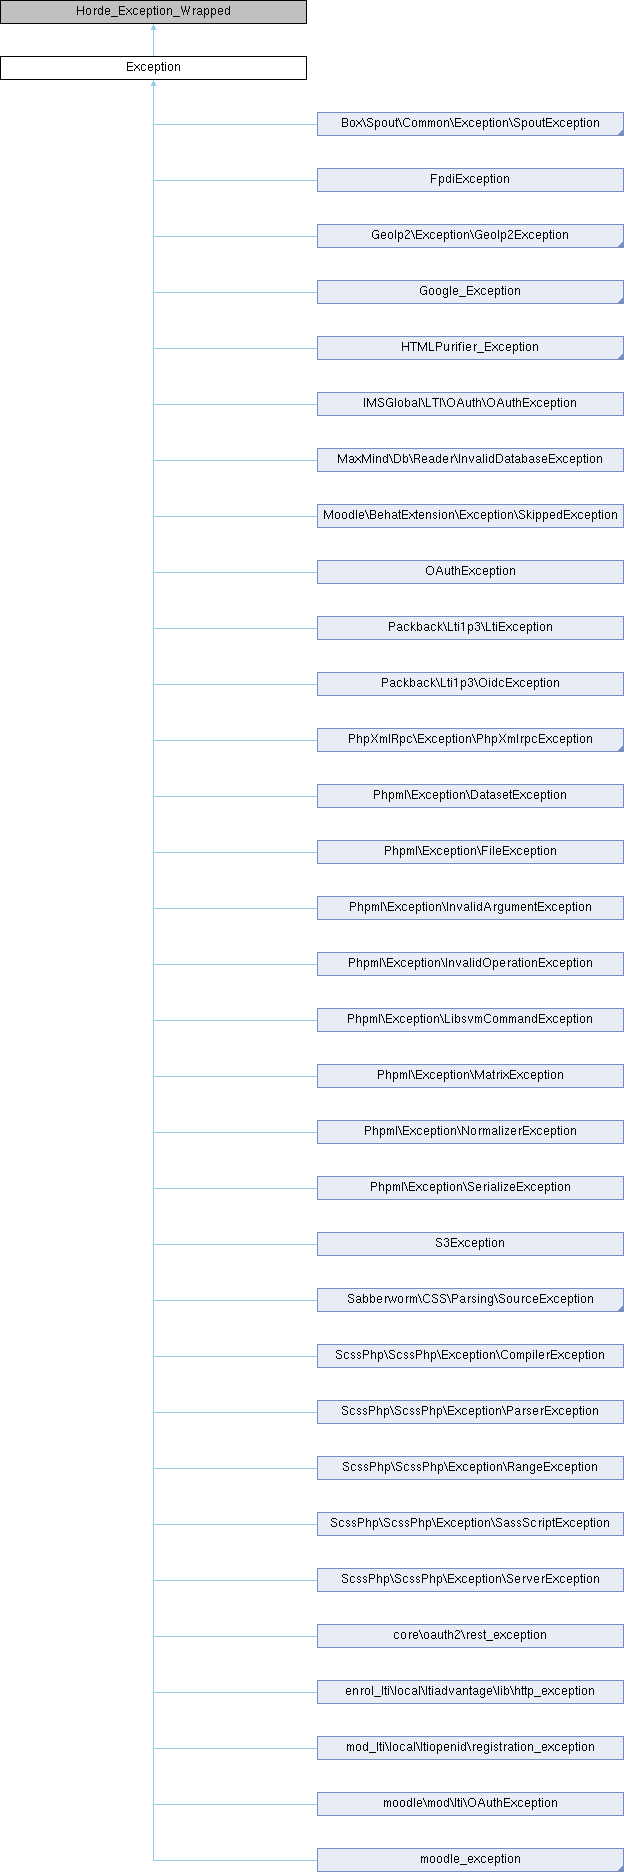 Horde_Exception_Wrapped
Exception
Box\Spout\Common\Exception\SpoutException
FpdiException
GeoIp2\Exception\GeoIp2Exception
Google_Exception
HTMLPurifier_Exception
IMSGlobal\LTI\OAuth\OAuthException
MaxMind\Db\Reader\InvalidDatabaseException
Moodle\BehatExtension\Exception\SkippedException
OAuthException
Packback\Lti1p3\LtiException
Packback\Lti1p3\OidcException
PhpXmlRpc\Exception\PhpXmlrpcException
Phpml\Exception\DatasetException
Phpml\Exception\FileException
Phpml\Exception\InvalidArgumentException
Phpml\Exception\InvalidOperationException
Phpml\Exception\LibsvmCommandException
Phpml\Exception\MatrixException
Phpml\Exception\NormalizerException
Phpml\Exception\SerializeException
S3Exception
Sabberworm\CSS\Parsing\SourceException
ScssPhp\ScssPhp\Exception\CompilerException
ScssPhp\ScssPhp\Exception\ParserException
ScssPhp\ScssPhp\Exception\RangeException
ScssPhp\ScssPhp\Exception\SassScriptException
ScssPhp\ScssPhp\Exception\ServerException
core\oauth2\rest_exception
enrol_lti\local\ltiadvantage\lib\http_exception
mod_lti\local\ltiopenid\registration_exception
moodle\mod\lti\OAuthException
moodle_exception